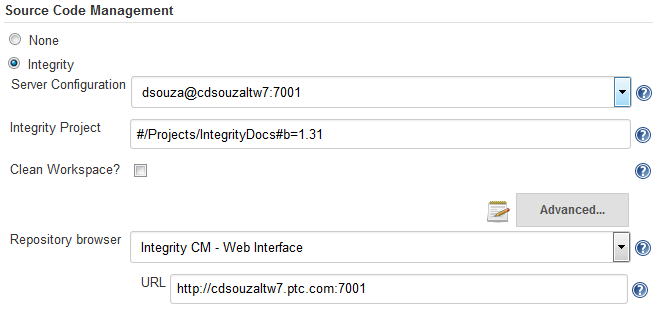 Source Code Management
None
Integrity
Server Configuration
dsouza@cdsouzaltw7:7001
Integrity Project
#/Projects/IntegrityDocs#b=1.31
Clean Workspace?
Advanced...
Repository browser
Integrity CM - Web Interface
URL
http://cdsouzaltw7.ptc.com:7001